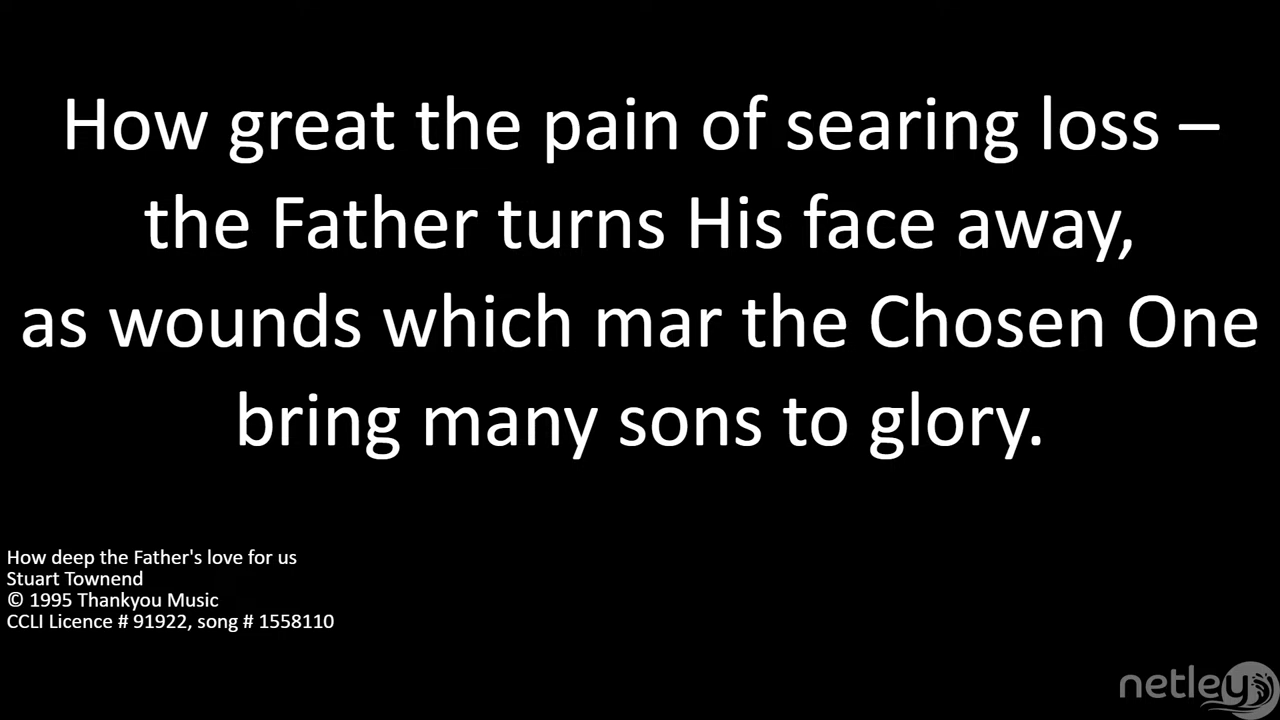 How great the pain of searing loss –
the Father turns His face away,
as wounds which mar the Chosen One
bring many sons to glory.
How deep the Father's love for us
Stuart Townend
© 1995 Thankyou Music
CCLI Licence # 91922, song # 1558110
netley